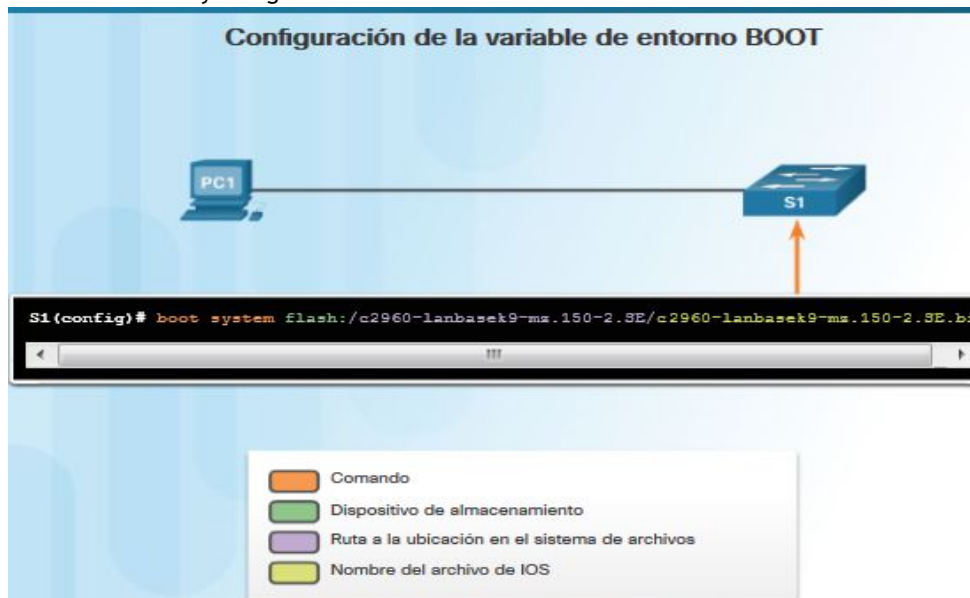 Configuración de la variable de entorno BOOT
PC1
S1
S1(config)# boot system flash:/c2960-lanbasek9-mz.150-2.SE/c2960-lanbasek9-mz.150-2.SE.b
Comando
Dispositivo de almacenamiento
Ruta a la ubicación en el sistema de archivos
Nombre del archivo de IOS